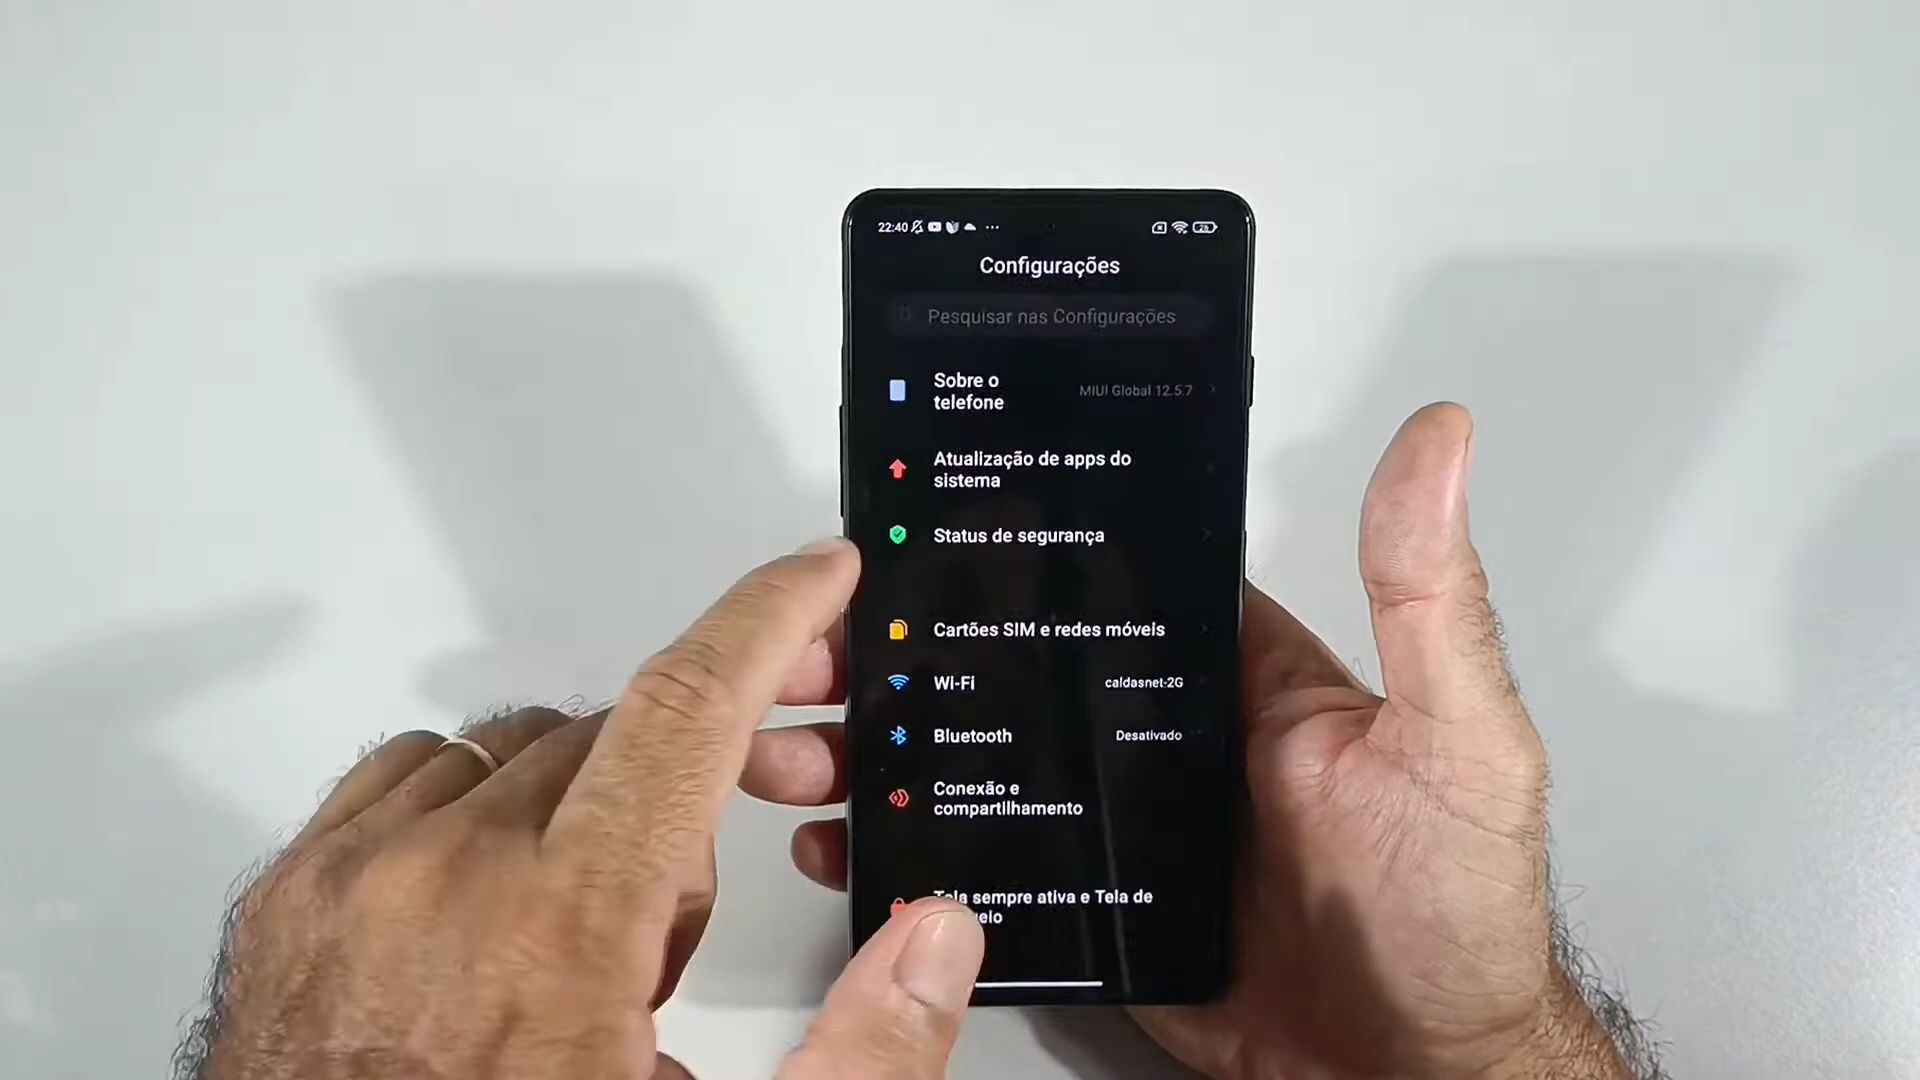 22:40
Configurações
Pesquisar nas Configurações
Sobre o
telefone
MIUI Global 12.5.7
Atualização de apps do
sistema
Status de segurança
Cartões SIM e redes móveis
Wi-Fi
caldasnet-2G
Bluetooth
Desativado
Conexão e
compartilhamento
Tela sempre ativa e Tela de